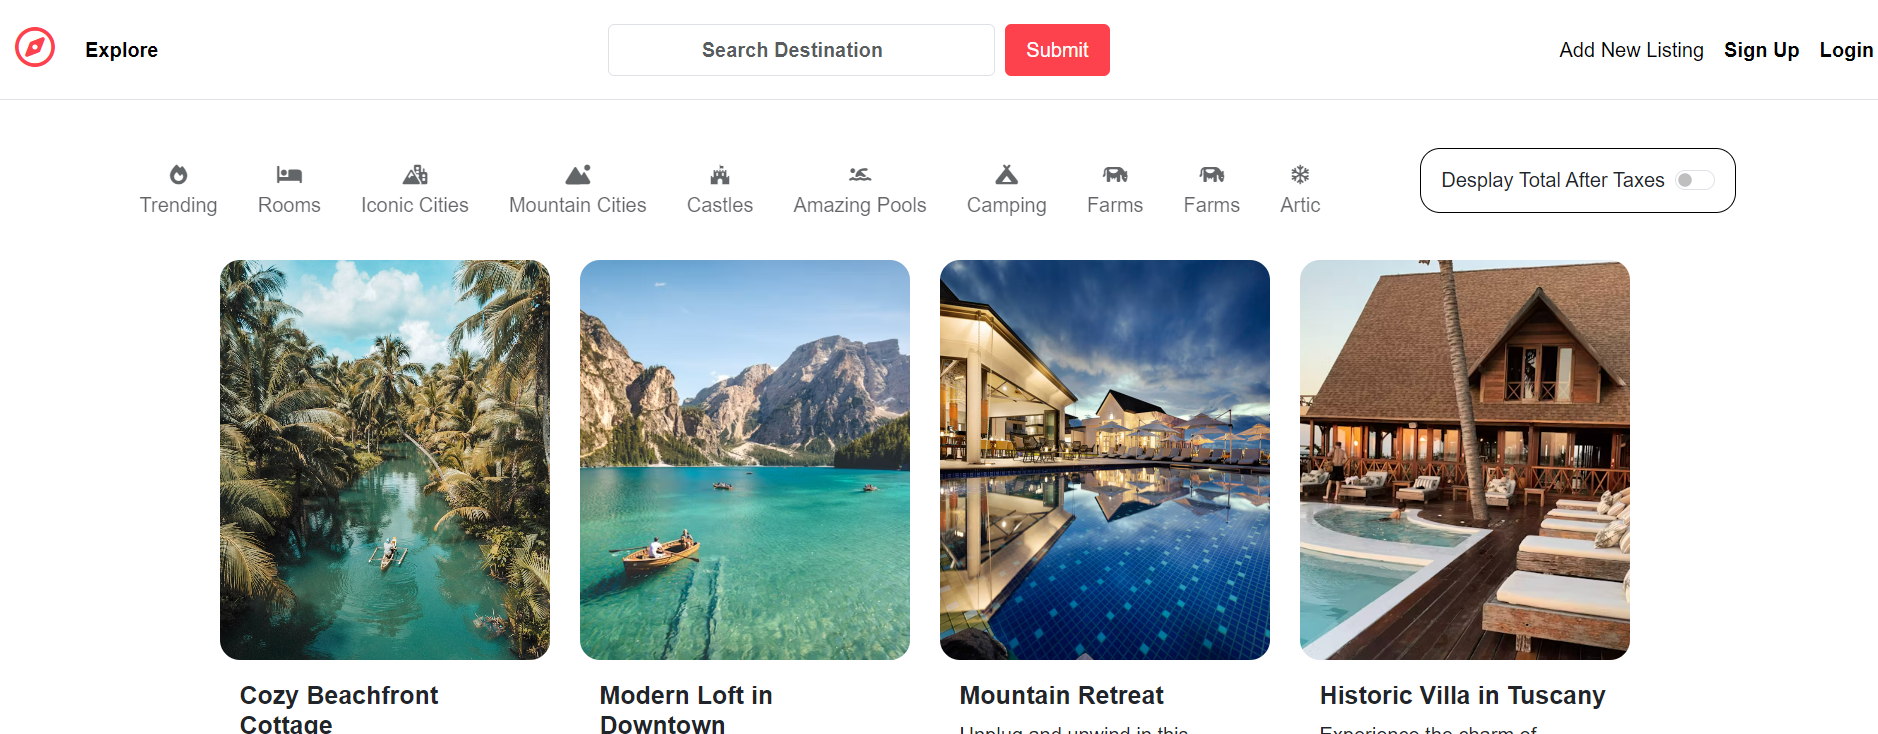 Explore
Search Destination
Submit
Add New Listing
Sign Up
Login
Trending
Rooms
Iconic Cities
Mountain Cities
Castles
Amazing Pools
Camping
Farms
Farms
Artic
Desplay Total After Taxes
Cozy Beachfront
Cottage
Modern Loft in
Downtown
Mountain Retreat
Unplug and unwind in this
Historic Villa in Tuscany
Experience the charm of